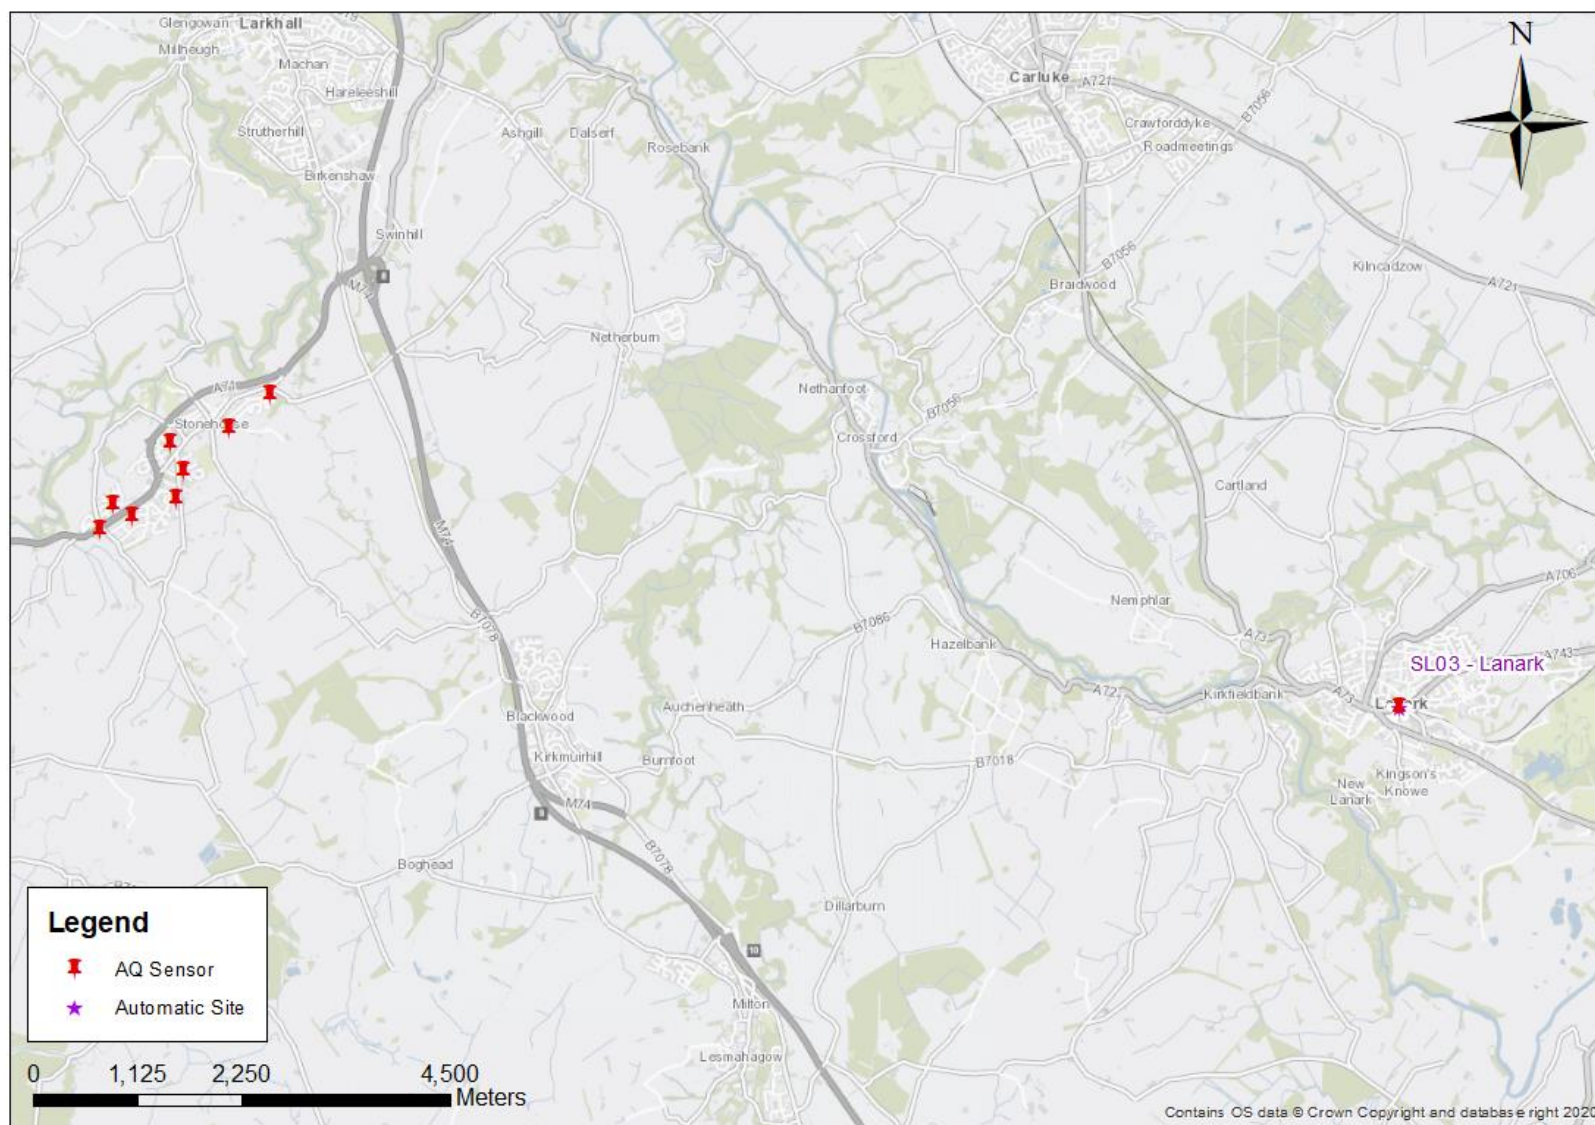 Glengowan
Larkhall
Millheugh
Machan
Hareleeshill
Strutherhill
Birkenshaw
Swinhill
M74
Ashgill
Dalserf
Rosebank
Carluke
A721
B7056
Crawforddyke
Roadmeetings
N
Kilncadzow
A721
B7056
Braidwood
Netherburn
A71
Stonehouse
Nethanfoot
B7056
Crossford
Cartland
M74
B7078
Nemphlar
A706
B7086
Hazelbank
A73
A743
SL03 - Lanark
A72
Kirkfieldbank
A73
Lanark
Auchenheath
Blackwood
Kirkmuirhill
Burnfoot
B7018
New
Lanark
Kingson's
Knowe
M74
B7078
Boghead
Dillarburn
10
Milton
Lesmahagow
Legend
AQ Sensor
Automatic Site
0 1,125 2,250 4,500
Meters
Contains OS data © Crown Copyright and database right 2020